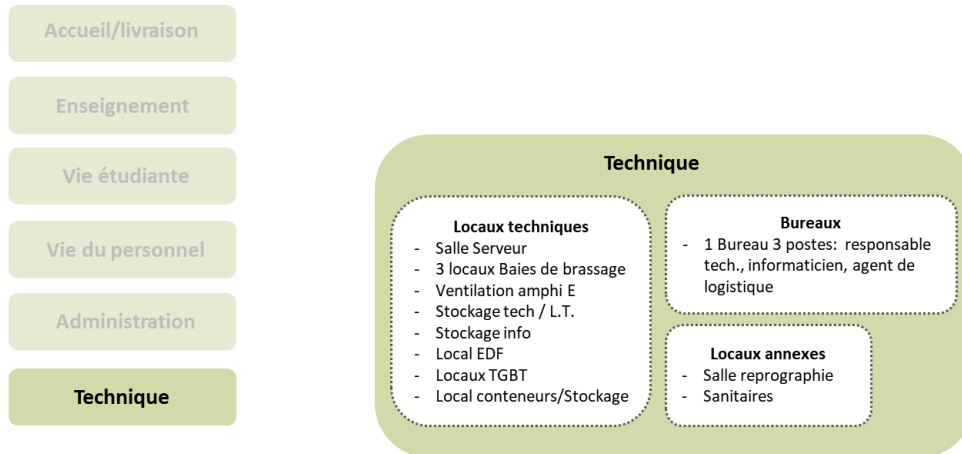 Accueil/livraison
Enseignement
Vie étudiante
Vie du personnel
Administration
Technique
Technique
Locaux techniques
- Salle Serveur
- 3 locaux Baies de brassage
- Ventilation amphi E
- Stockage tech / L.T.
- Stockage info
- Local EDF
- Locaux TGBT
- Local conteneurs/Stockage
Bureaux
- 1 Bureau 3 postes: responsable
tech., informaticien, agent de
logistique
Locaux annexes
- Salle reprographie
- Sanitaires